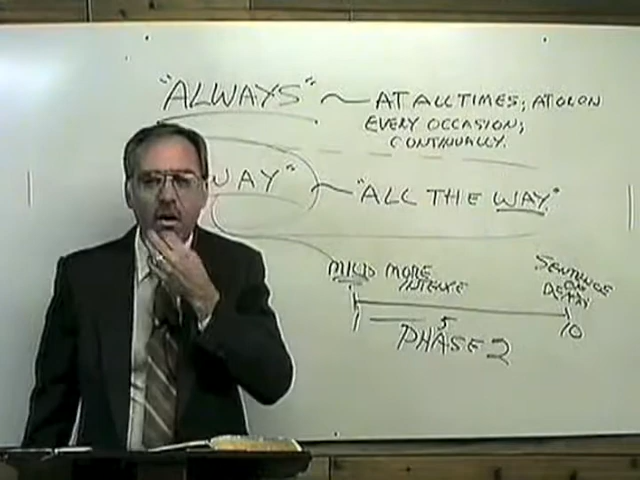 "ALWAYS" ~ AT ALL TIMES; AT OR ON
EVERY OCCASION;
CONTINUALLY.
WAY" ~ "ALL THE WAY."
MILD MORE
INTENSE
SENTENCE
OF
DEATH
1 5 10
PHASE 2